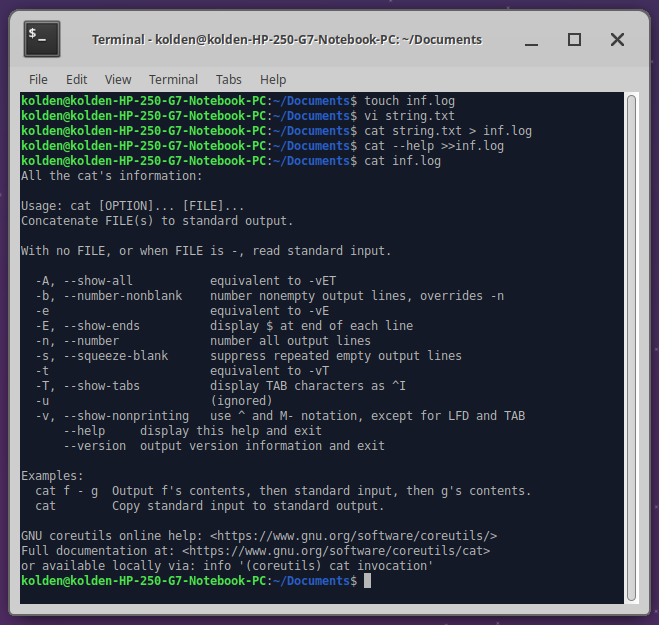 $_
Terminal - kolden@kolden-HP-250-G7-Notebook-PC: ~/Documents
File Edit View Terminal Tabs Help
kolden@kolden-HP-250-G7-Notebook-PC:~/Documents$ touch inf.log
kolden@kolden-HP-250-G7-Notebook-PC:~/Documents$ vi string.txt
kolden@kolden-HP-250-G7-Notebook-PC:~/Documents$ cat string.txt > inf.log
kolden@kolden-HP-250-G7-Notebook-PC:~/Documents$ cat --help >>inf.log
kolden@kolden-HP-250-G7-Notebook-PC:~/Documents$ cat inf.log
All the cat's information:

Usage: cat [OPTION]... [FILE]...
Concatenate FILE(s) to standard output.

With no FILE, or when FILE is -, read standard input.

  -A, --show-all           equivalent to -vET
  -b, --number-nonblank    number nonempty output lines, overrides -n
  -e                       equivalent to -vE
  -E, --show-ends          display $ at end of each line
  -n, --number             number all output lines
  -s, --squeeze-blank      suppress repeated empty output lines
  -t                       equivalent to -vT
  -T, --show-tabs          display TAB characters as ^I
  -u                       (ignored)
  -v, --show-nonprinting   use ^ and M- notation, except for LFD and TAB
      --help     display this help and exit
      --version  output version information and exit

Examples:
  cat f - g  Output f's contents, then standard input, then g's contents.
  cat        Copy standard input to standard output.

GNU coreutils online help: <https://www.gnu.org/software/coreutils/>
Full documentation at: <https://www.gnu.org/software/coreutils/cat>
or available locally via: info '(coreutils) cat invocation'
kolden@kolden-HP-250-G7-Notebook-PC:~/Documents$